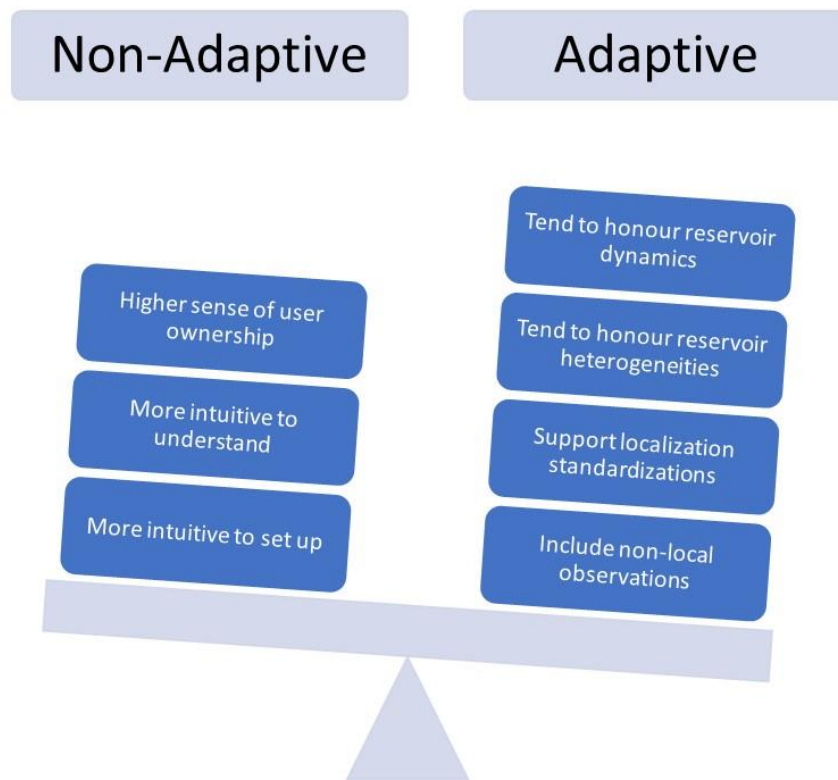 Non-Adaptive
Adaptive
Higher sense of user
ownership
More intuitive to
understand
More intuitive to set up
Tend to honour reservoir
dynamics
Tend to honour reservoir
heterogeneities
Support localization
standardizations
Include non-local
observations